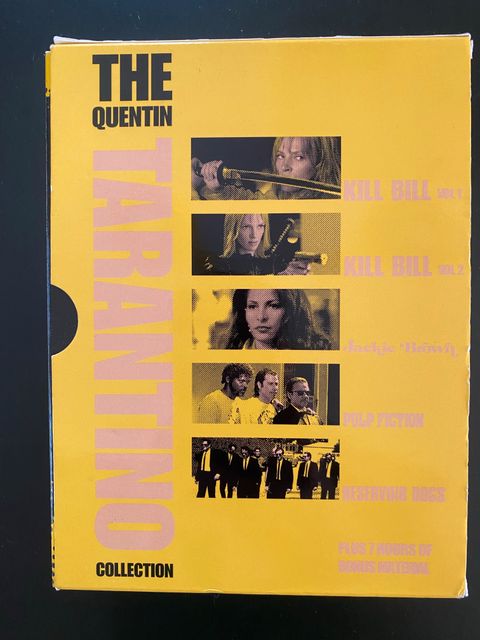 THE
QUENTIN
TARANTINO
COLLECTION
KILL BILL VOL 1
KILL BILL VOL 2
Jackie Brown
PULP FICTION
RESERVIOR DOGS
PLUS 7 HOURS OF
BONUS MATERIAL